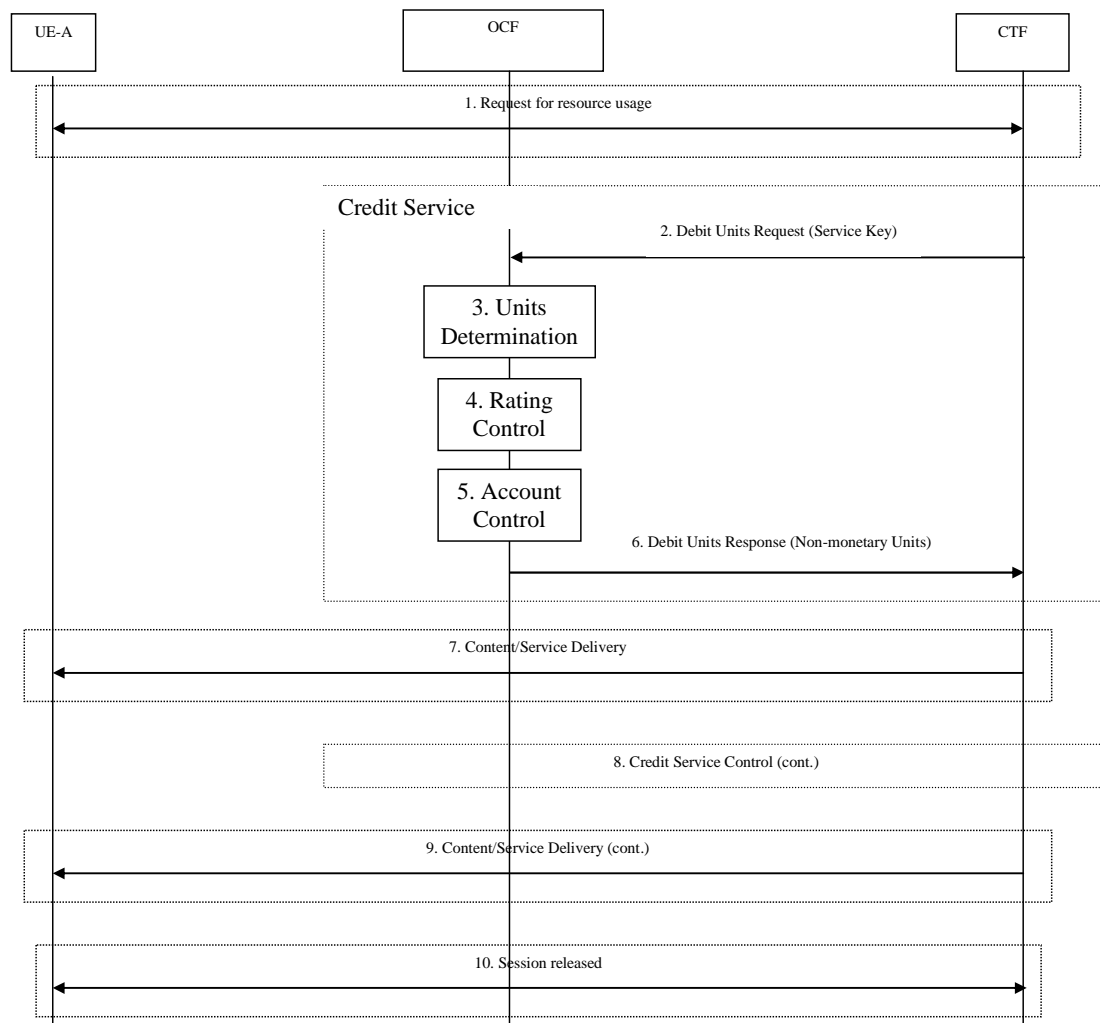 UE-A
OCF
CTF
1. Request for resource usage
Credit Service
2. Debit Units Request (Service Key)
3. Units
Determination
4. Rating
Control
5. Account
Control
6. Debit Units Response (Non-monetary Units)
7. Content/Service Delivery
8. Credit Service Control (cont.)
9. Content/Service Delivery (cont.)
10. Session released